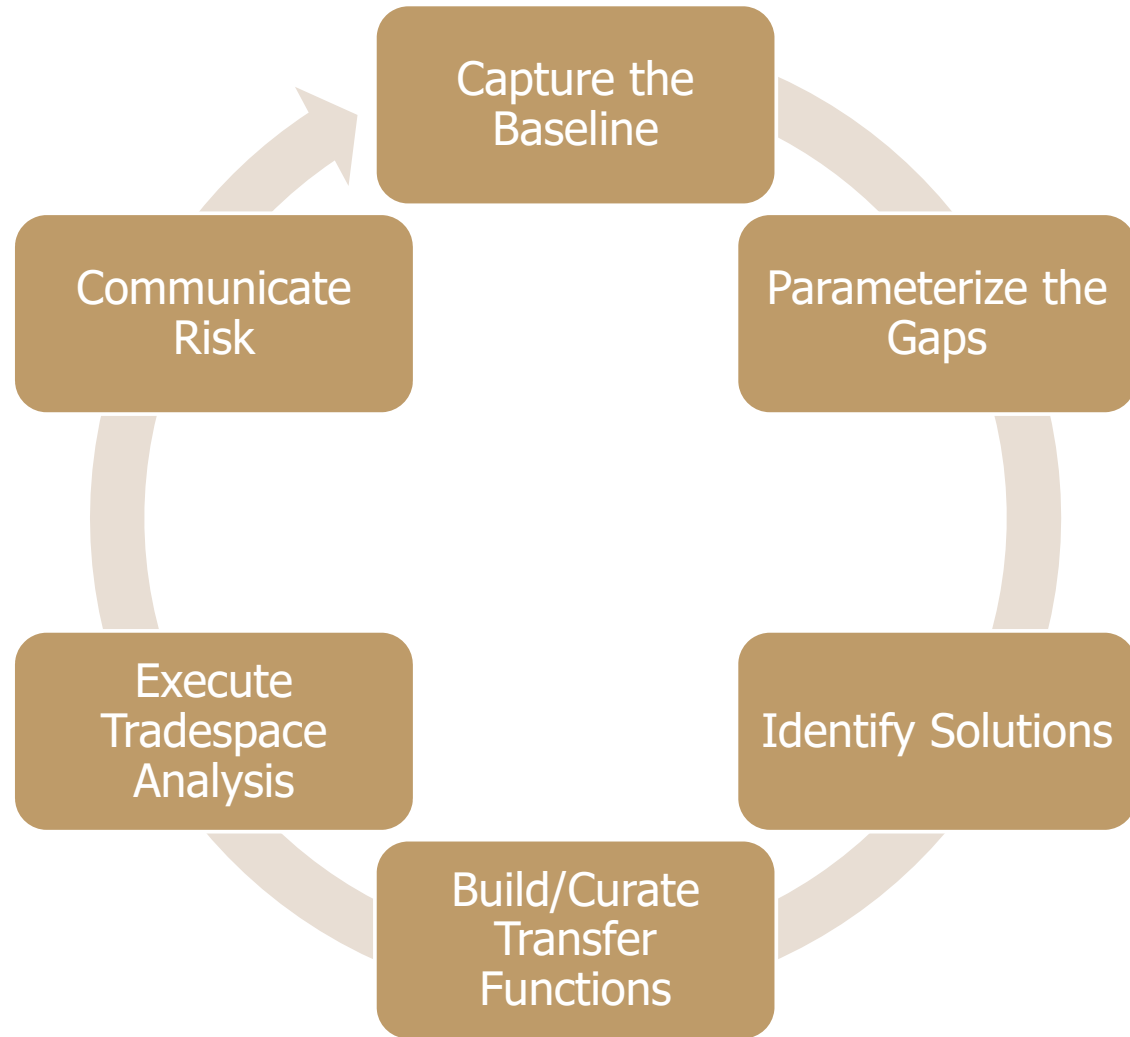 Capture the
Baseline
Parameterize the
Gaps
Identify Solutions
Build/Curate
Transfer
Functions
Execute
Tradespace
Analysis
Communicate
Risk